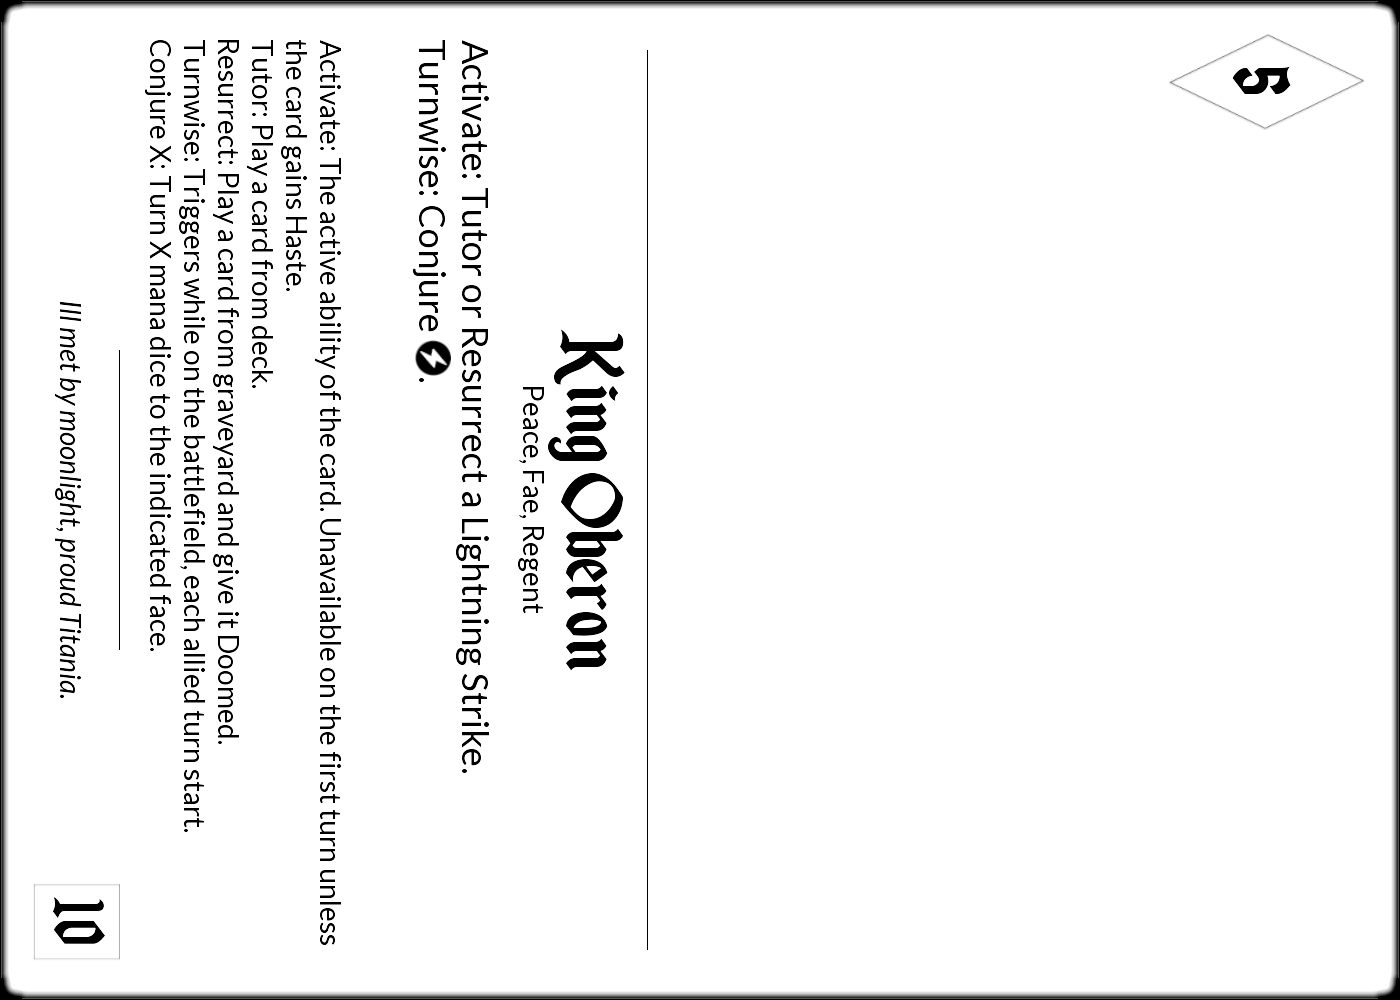 5
King Oberon
Peace, Fae, Regent
Activate: Tutor or Resurrect a Lightning Strike.
Turnwise: Conjure .
Activate: The active ability of the card. Unavailable on the first turn unless
the card gains Haste.
Tutor: Play a card from deck.
Resurrect: Play a card from graveyard and give it Doomed.
Turnwise: Triggers while on the battlefield, each allied turn start.
Conjure X: Turn X mana dice to the indicated face.
Ill met by moonlight, proud Titania.
10